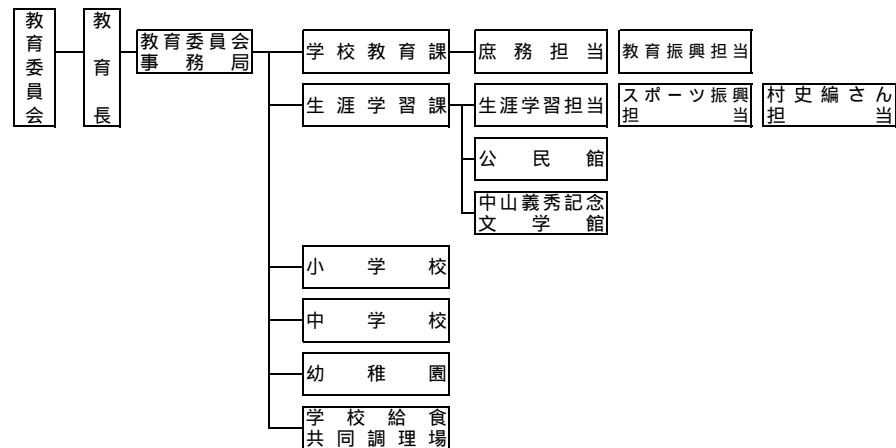 教育委員会
教育長
教育委員会
事務局
学校教育課
庶務担当
教育振興担当
生涯学習課
生涯学習担当
スポーツ振興
担当
村史編さん
担当
公民館
中山義秀記念
文学館
小学校
中学校
幼稚園
学校給食
共同調理場